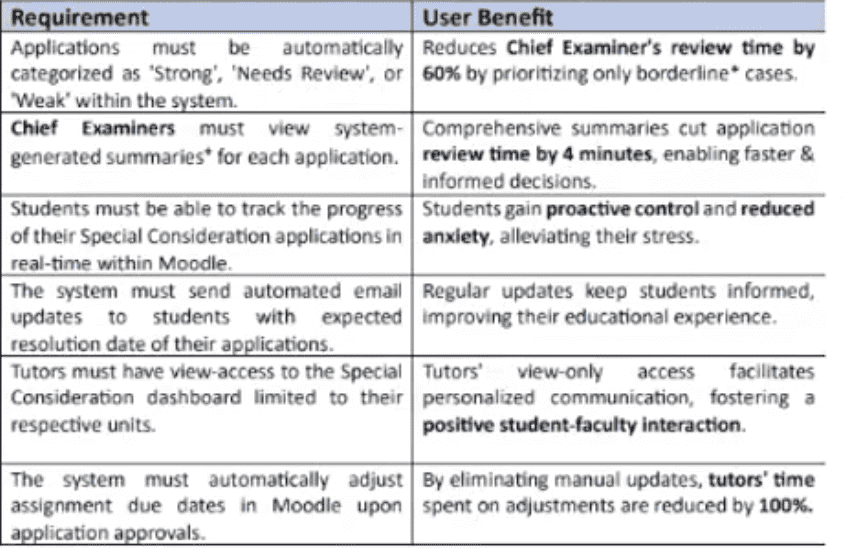 Requirement
User Benefit
Applications must be automatically
categorized as 'Strong', 'Needs Review', or
'Weak' within the system.
Reduces Chief Examiner's review time by
60% by prioritizing only borderline* cases.
Chief Examiners must view system-
generated summaries+ for each application.
Comprehensive summaries cut application
review time by 4 minutes, enabling faster &
informed decisions.
Students must be able to track the progress
of their Special Consideration applications in
real-time within Moodle.
Students gain proactive control and reduced
anxiety, alleviating their stress.
The system must send automated email
updates to students with expected
resolution date of their applications.
Regular updates keep students informed,
improving their educational experience.
Tutors must have view-access to the Special
Consideration dashboard limited to their
respective units.
Tutors' view-only access facilitates
personalized communication, fostering a
positive student-faculty interaction.
The system must automatically adjust
assignment due dates in Moodle upon
application approvals.
By eliminating manual updates, tutors' time
spent on adjustments are reduced by 100%.